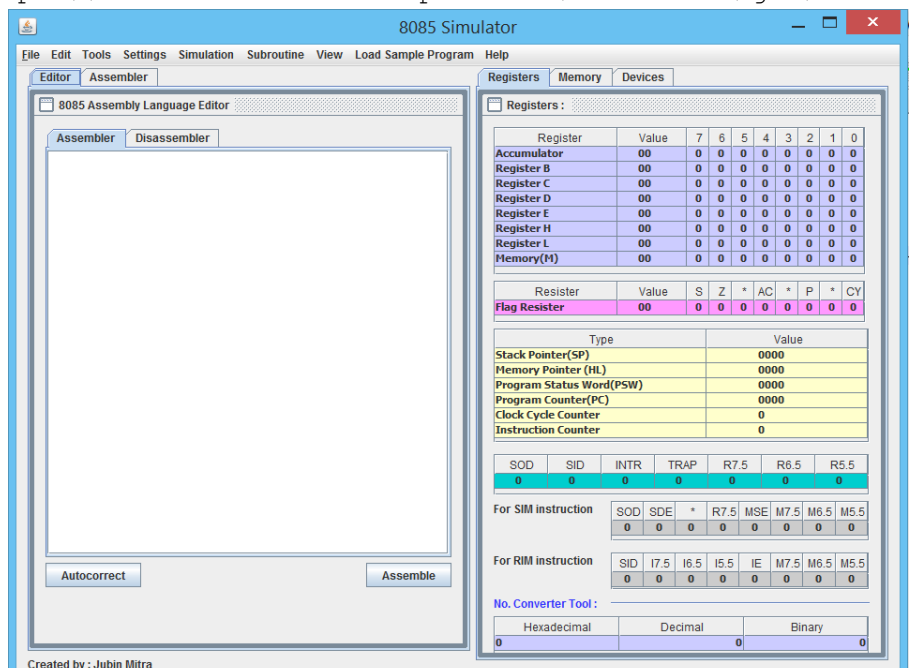 8085 Simulator
File Edit Tools Settings Simulation Subroutine View Load Sample Program Help
Editor Assembler
8085 Assembly Language Editor
Assembler Disassembler
Autocorrect Assemble
Created by : Jubin Mitra
Registers Memory Devices
Registers :
Register Value 7 6 5 4 3 2 1 0
Accumulator 00 0 0 0 0 0 0 0 0
Register B 00 0 0 0 0 0 0 0 0
Register C 00 0 0 0 0 0 0 0 0
Register D 00 0 0 0 0 0 0 0 0
Register E 00 0 0 0 0 0 0 0 0
Register H 00 0 0 0 0 0 0 0 0
Register L 00 0 0 0 0 0 0 0 0
Memory(M) 00 0 0 0 0 0 0 0 0
Resister Value S Z * AC * P * CY
Flag Resister 00 0 0 0 0 0 0 0 0
Type Value
Stack Pointer(SP) 0000
Memory Pointer (HL) 0000
Program Status Word(PSW) 0000
Program Counter(PC) 0000
Clock Cycle Counter 0
Instruction Counter 0
SOD SID INTR TRAP R7.5 R6.5 R5.5
0 0 0 0 0 0 0
For SIM instruction SOD SDE * R7.5 MSE M7.5 M6.5 M5.5
0 0 0 0 0 0 0 0
For RIM instruction SID I7.5 I6.5 I5.5 IE M7.5 M6.5 M5.5
0 0 0 0 0 0 0 0
No. Converter Tool :
Hexadecimal Decimal Binary
0 0 0